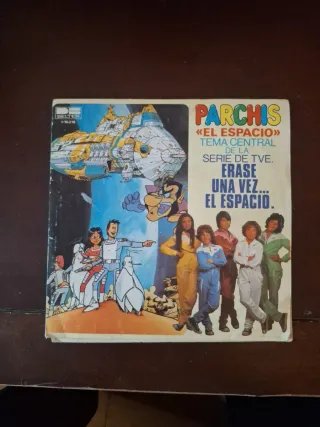 PARCHIS
«EL ESPACIO»
TEMA CENTRAL
DE LA
SERIE DE TVE.
ERASE
UNA VEZ...
EL ESPACIO.